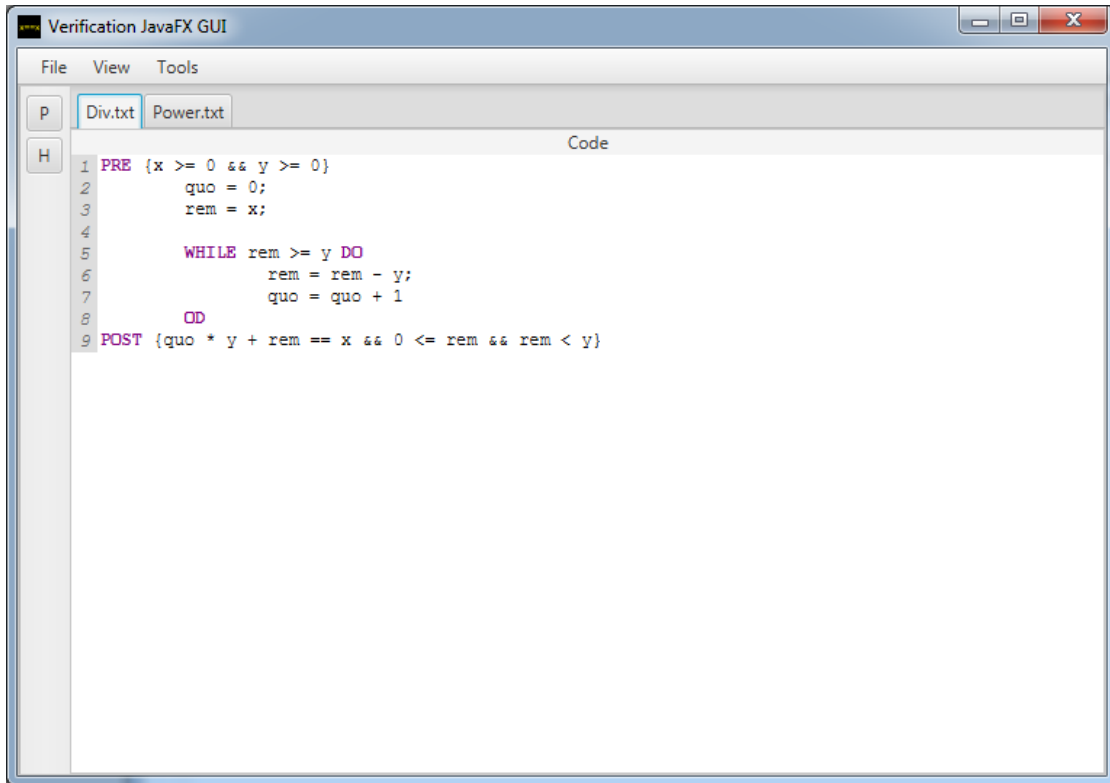 Verification JavaFX GUI
File View Tools
P
H
Div.txt Power.txt
Code
1 PRE {x >= 0 && y >= 0}
2 quo = 0;
3 rem = x;
4
5 WHILE rem >= y DO
6 rem = rem - y;
7 quo = quo + 1
8 OD
9 POST {quo * y + rem == x && 0 <= rem && rem < y}